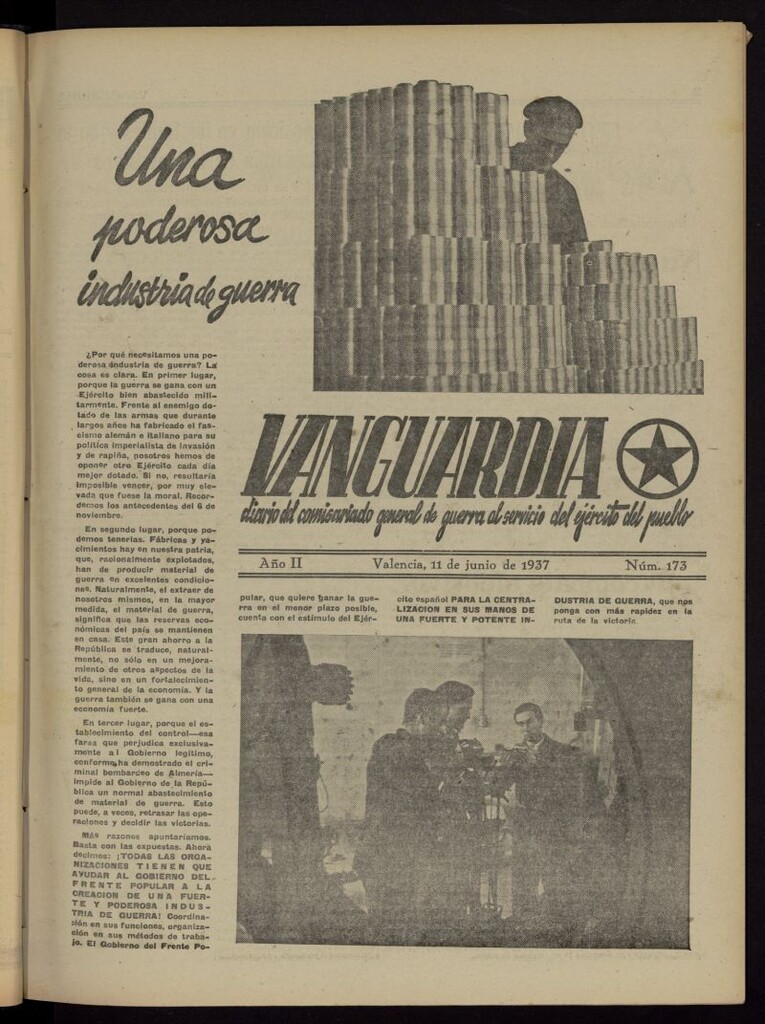 Una
poderosa
industria de guerra
¿Por qué necesitamos una po-
derosa industria de guerra? La
cosa es clara. En primer lugar,
porque la guerra se gana con un
Ejército bien abastecido mili-
tarmente. Frente al enemigo do-
tado de las armas que durante
largos años ha fabricado el fas-
cismo alemán e italiano para su
política imperialista de invasión
y de rapiña, nosotros hemos de
oponer otro Ejército cada día
mejor dotado. Si no, resultaría
imposible vencer, por muy ele-
vada que fuese la moral. Recor-
demos los antecedentes del 6 de
noviembre.
En segundo lugar, porque po-
demos tenerlas. Fábricas y ya-
cimientos hay en nuestra patria,
que, racionalmente explotados,
han de producir material de
guerra en excelentes condicio-
nes. Naturalmente, el extraer de
nosotros mismos, en la mayor
medida, el material de guerra,
significa que las reservas eco-
nómicas del país se mantienen
en casa. Este gran ahorro a la
República se traduce, natural-
mente, no sólo en un mejora-
miento de otros aspectos de la
vida, sino en un fortalecimien-
to general de la economía. Y la
guerra también se gana con una
economía fuerte.
En tercer lugar, porque el es-
tablecimiento del control—esa
farsa que perjudica exclusiva-
mente al Gobierno legítimo,
conforme ha demostrado el cri-
minal bombardeo de Almería—
impide al Gobierno de la Repú-
blica un normal abastecimiento
de material de guerra. Esto
puede, a veces, retrasar las ope-
raciones y decidir las victorias.
Más razones apuntaríamos.
Basta con las expuestas. Ahora
decimos: ¡TODAS LAS ORGA-
NIZACIONES TIENEN QUE
AYUDAR AL GOBIERNO DEL
FRENTE POPULAR A LA
CREACION DE UNA FUER-
TE Y PODEROSA INDUS-
TRIA DE GUERRA! Coordina-
ción en sus funciones, organiza-
ción en sus métodos de traba-
jo. El Gobierno del Frente Po-
VANGUARDIA
diario del comisariado general de guerra al servicio del ejército del pueblo
Año II Valencia, 11 de junio de 1937 Núm. 173
pular, que quiere ganar la gue-
rra en el menor plazo posible,
cuenta con el estímulo del Ejér-
cito español PARA LA CENTRA-
LIZACION EN SUS MANOS DE
UNA FUERTE Y POTENTE IN-
DUSTRIA DE GUERRA, que nos
ponga con más rapidez en la
ruta de la victoria.